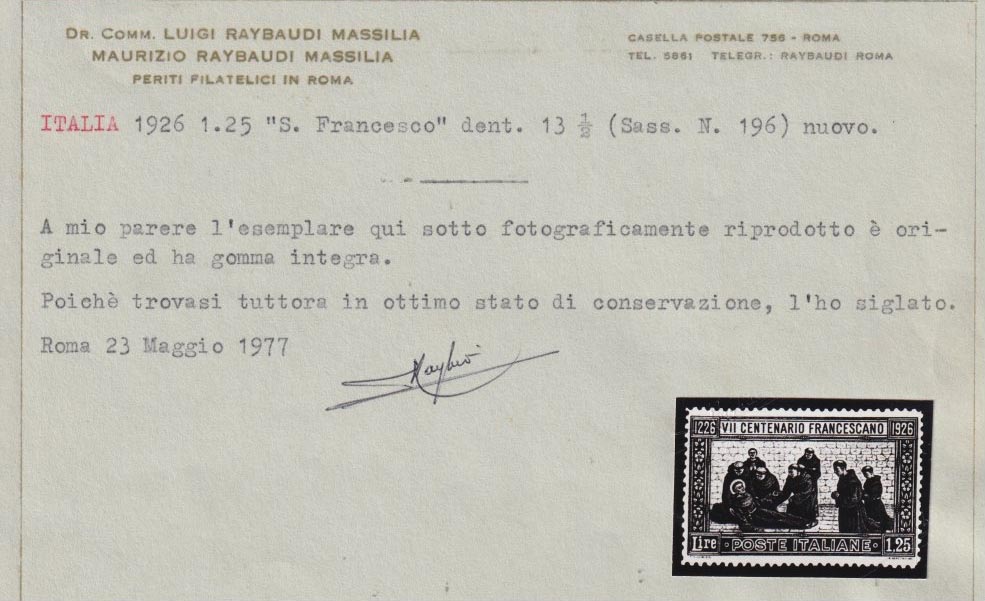 DR. COMM. LUIGI RAYBAUDI MASSILIA
MAURIZIO RAYBAUDI MASSILIA
PERITI FILATELICI IN ROMA
CASELLA POSTALE 756 - ROMA
TEL. 5861 TELEGR.: RAYBAUDI ROMA
ITALIA 1926 1.25 "S. Francesco" dent. 13 ½ (Sass. N. 196) nuovo.
A mio parere l'esemplare qui sotto fotograficamente riprodotto è ori-
ginale ed ha gomma integra.
Poichè trovasi tuttora in ottimo stato di conservazione, l'ho siglato.
Roma 23 Maggio 1977
1226 VII CENTENARIO FRANCESCANO 1926
Lire POSTE ITALIANE 1,25